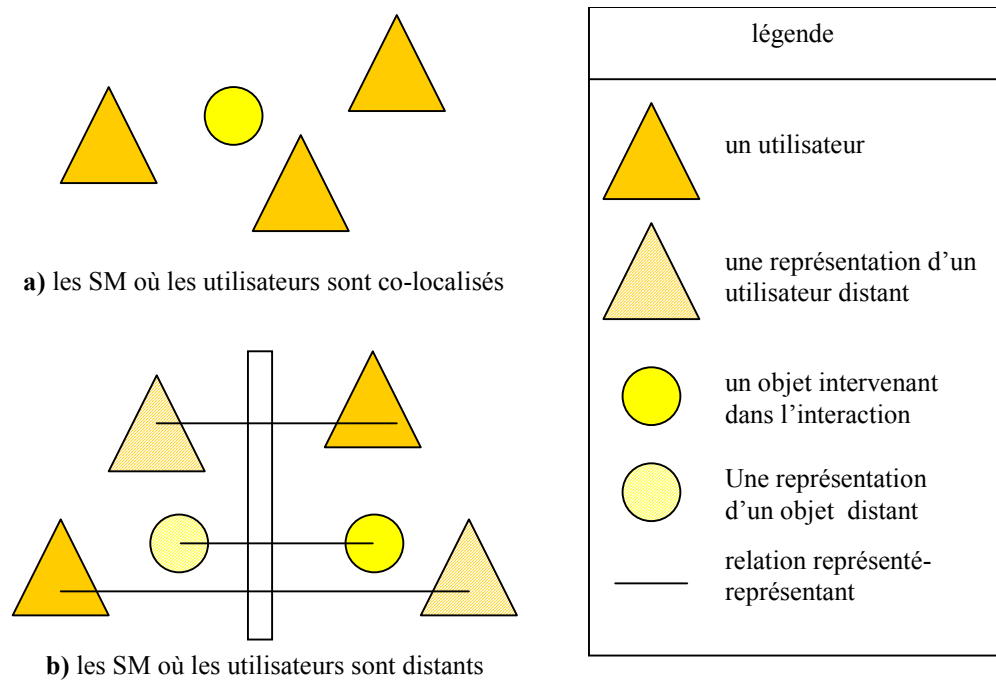 a) les SM où les utilisateurs sont co-localisés
b) les SM où les utilisateurs sont distants
légende
un utilisateur
une représentation d'un
utilisateur distant
un objet intervenant
dans l'interaction
Une représentation
d'un objet distant
relation représenté-
représentant